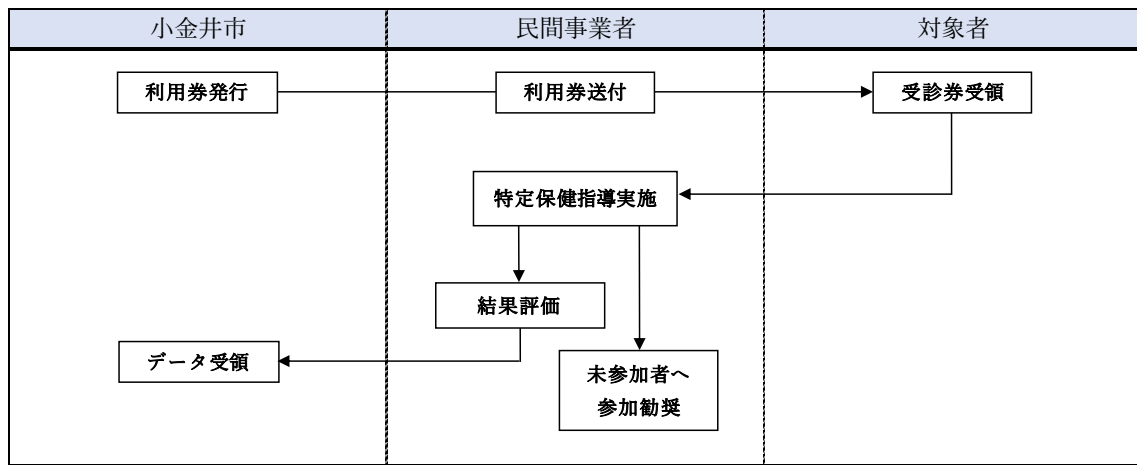 小金井市
民間事業者
対象者
利用券発行
利用券送付
受診券受領
特定保健指導実施
結果評価
データ受領
未参加者へ
参加勧奨